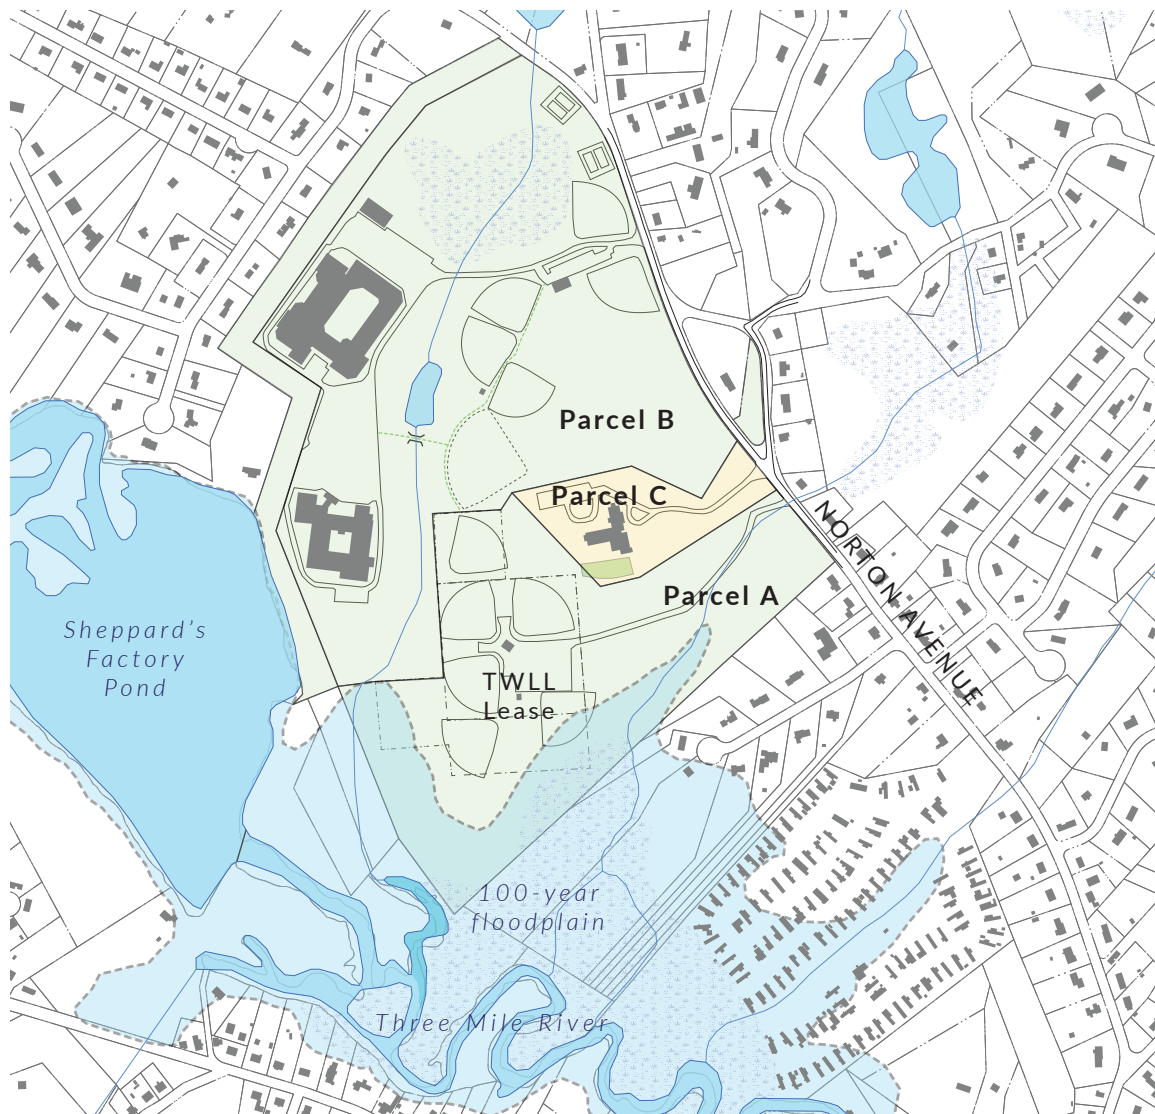 Parcel B
Parcel C
NORTON AVENUE
Parcel A
Sheppard’s
Factory
Pond
TWLL
Lease
100-year
floodplain
Three Mile River